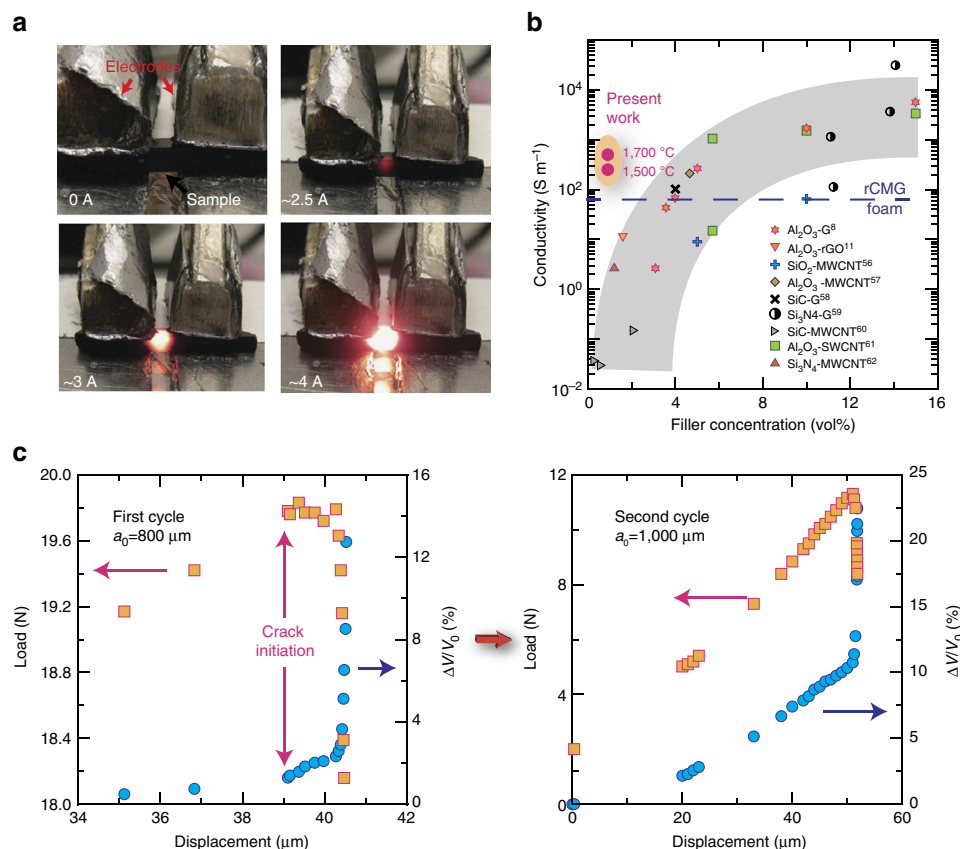 a
Electrodes
0 A
Sample
~2.5 A
~3 A
~4 A
b
Conductivity (S m⁻¹)
10⁴
10²
10⁰
10⁻²
Present
work
1,700 °C
1,500 °C
rCMG
foam
Al₂O₃-G⁸
Al₂O₃-rGO¹¹
SiO₂-MWCNT⁵⁶
Al₂O₃ -MWCNT⁵⁷
SiC-G⁵⁸
Si₃N4-G⁵⁹
SiC-MWCNT⁶⁰
Al₂O₃-SWCNT⁶¹
Si₃N₄-MWCNT⁶²
0 4 8 12 16
Filler concentration (vol%)
c
Load (N)
20.0
19.6
19.2
18.8
18.4
18.0
First cycle
a₀=800 μm
Crack
initiation
16
12
8
4
0
ΔV/V₀ (%)
34 36 38 40 42
Displacement (μm)
Load (N)
12
8
4
0
Second cycle
a₀=1,000 μm
25
20
15
10
5
0
ΔV/V₀ (%)
0 20 40 60
Displacement (μm)